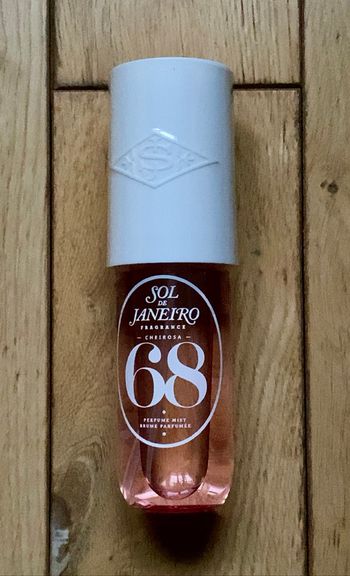 SOL
DE
JANEIRO
FRAGRANCE
– CHEIROSA –
68
PERFUME MIST
BRUME PARFUMÉE